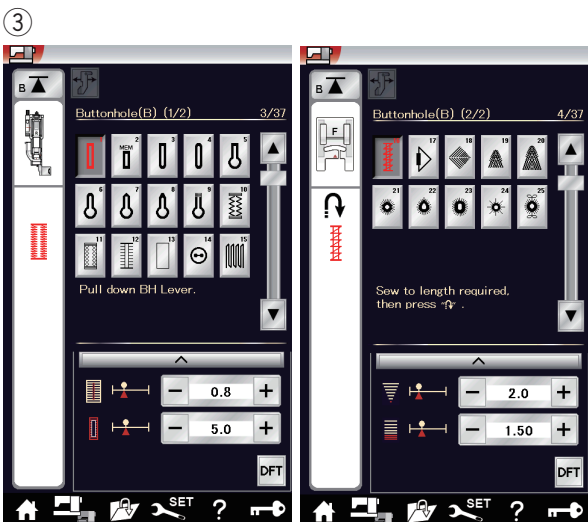 ③
B
Buttonhole(B) (1/2) 3/37
1 MEM 2 3 4 5
6 7 8 9 10
11 12 13 14 15
Pull down BH Lever.
0.8
5.0
DFT
SET ?
B
F
Buttonhole(B) (2/2) 4/37
16 17 18 19 20
21 22 23 24 25
Sew to length required,
then press " ".
2.0
1.50
DFT
SET ?